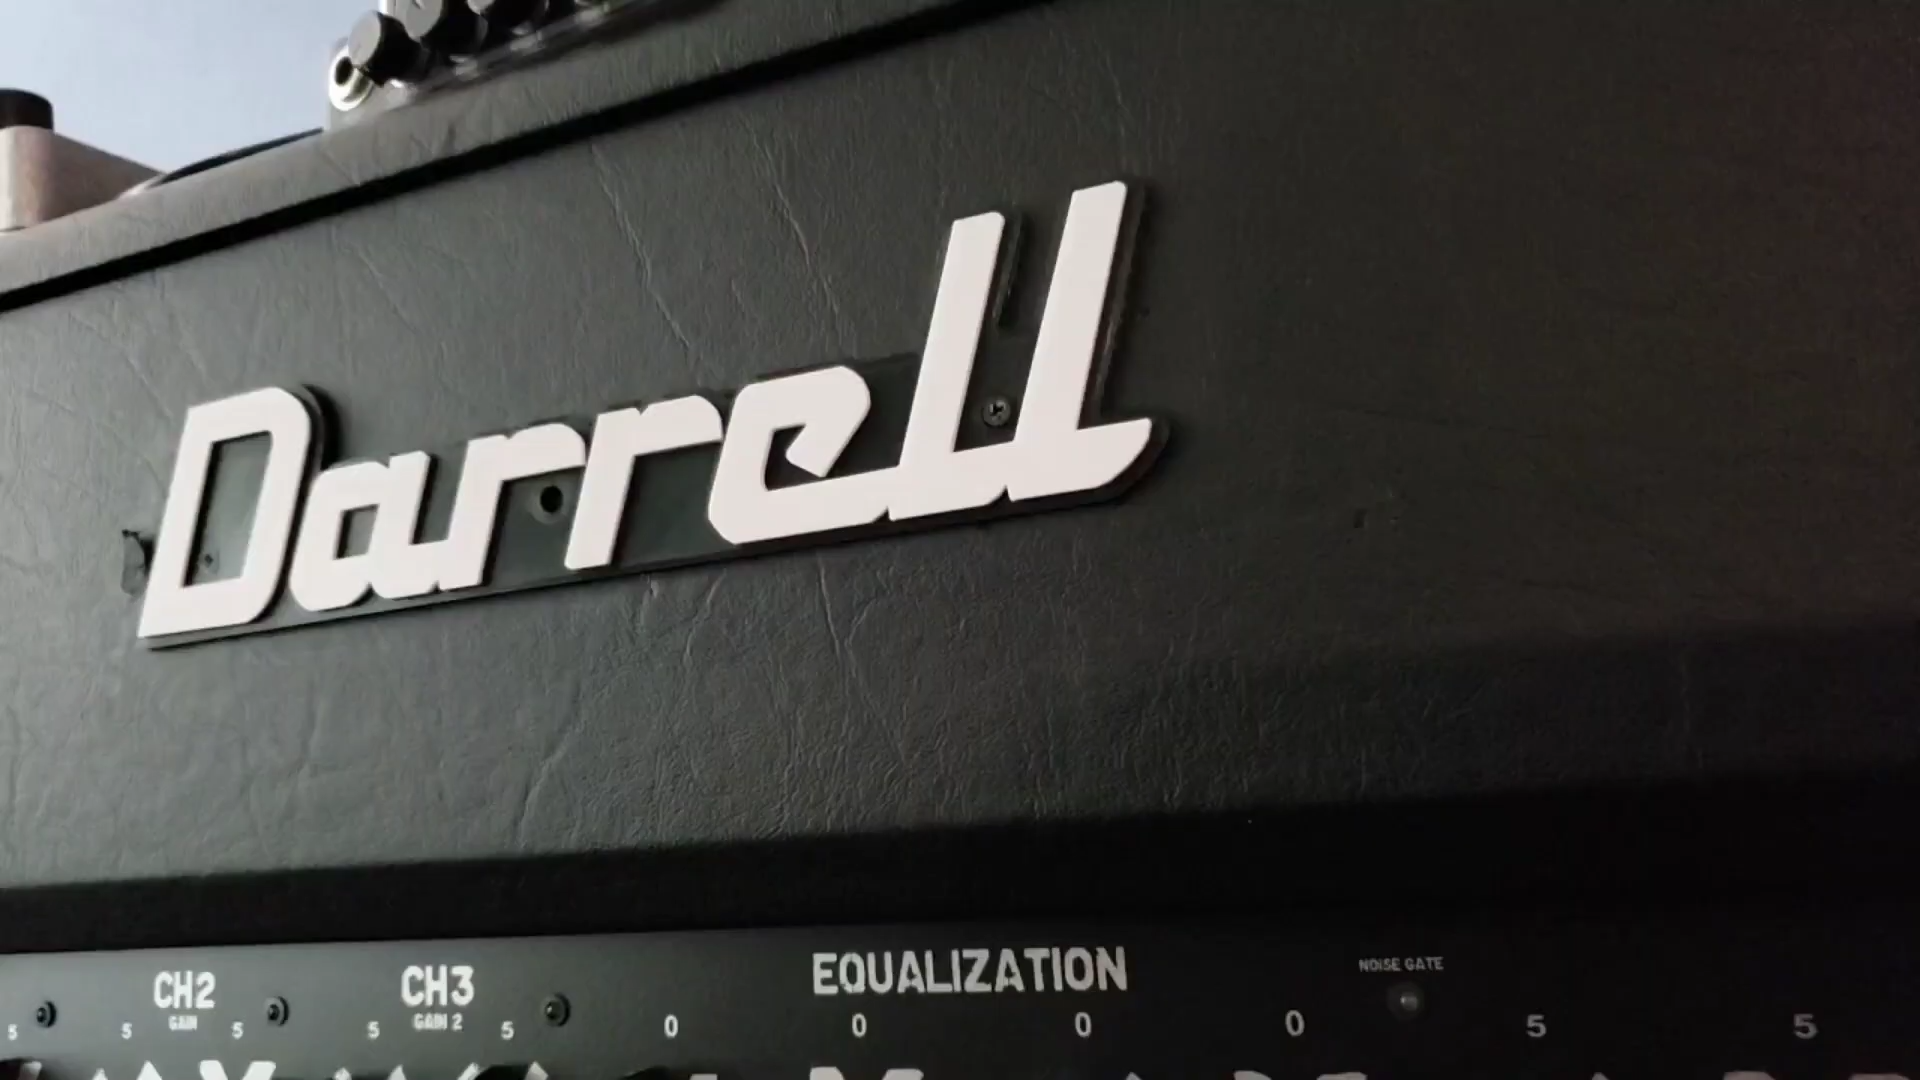 Darrell
EQUALIZATION
NOISE GATE
CH2
CH3
GAIN
GAIN 2
5 5 5 5 5 0 0 0 0 5 5